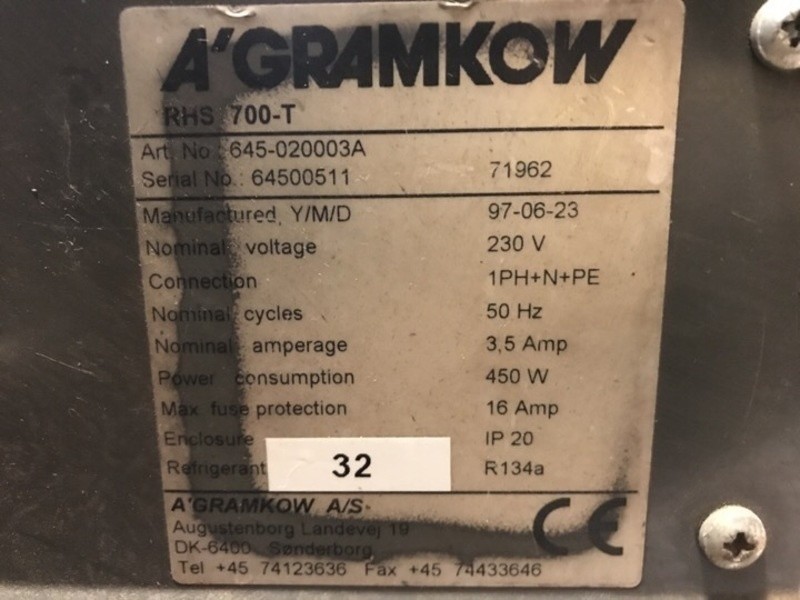 A'GRAMKOW
RHS 700-T
Art. No.: 645-020003A
Serial No.: 64500511 71962
Manufactured, Y/M/D 97-06-23
Nominal voltage 230 V
Connection 1PH+N+PE
Nominal cycles 50 Hz
Nominal amperage 3,5 Amp
Power consumption 450 W
Max fuse protection 16 Amp
Enclosure IP 20
Refrigerant 32 R134a
A'GRAMKOW A/S
Augustenborg Landevej 19
DK-6400 Sønderborg
Tel +45 74123636 Fax +45 74433646
CE